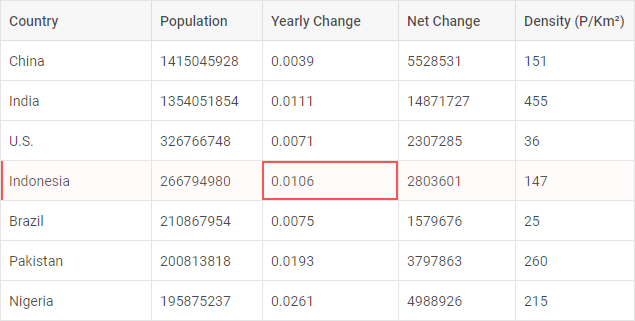 Country Population Yearly Change Net Change Density (P/Km²)
China 1415045928 0.0039 5528531 151
India 1354051854 0.0111 14871727 455
U.S. 326766748 0.0071 2307285 36
Indonesia 266794980 0.0106 2803601 147
Brazil 210867954 0.0075 1579676 25
Pakistan 200813818 0.0193 3797863 260
Nigeria 195875237 0.0261 4988926 215